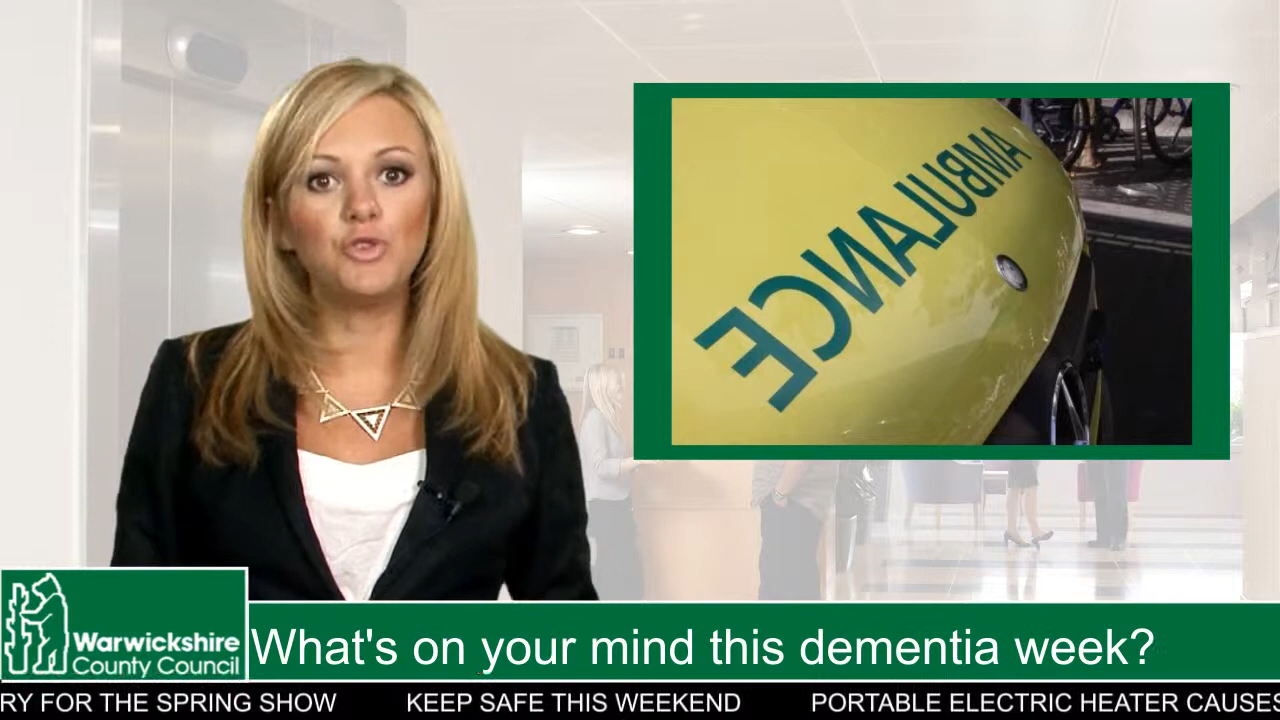 AMBULANCE
Warwickshire
County Council
What's on your mind this dementia week?
RY FOR THE SPRING SHOW KEEP SAFE THIS WEEKEND PORTABLE ELECTRIC HEATER CAUSES